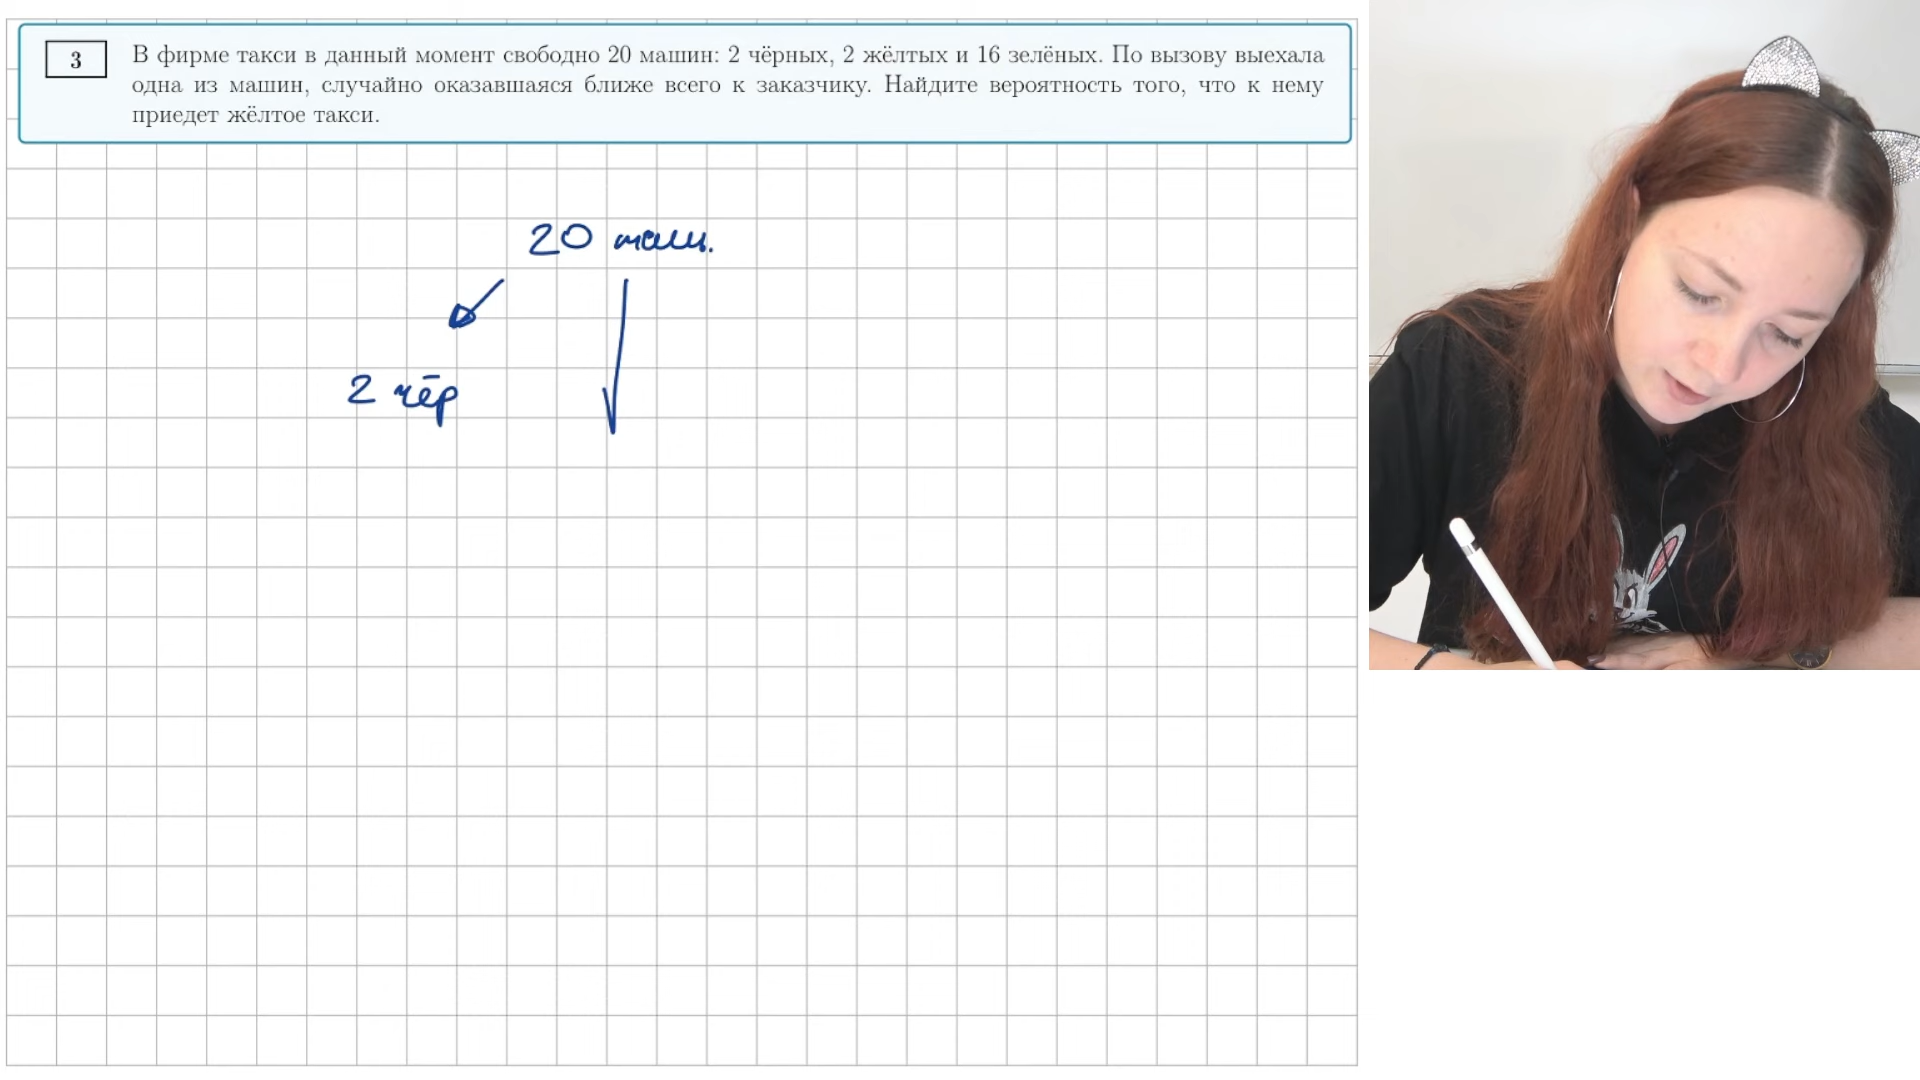 3
В фирме такси в данный момент свободно 20 машин: 2 чёрных, 2 жёлтых и 16 зелёных. По вызову выехала
одна из машин, случайно оказавшаяся ближе всего к заказчику. Найдите вероятность того, что к нему
приедет жёлтое такси.
20 маш.
2 чёр